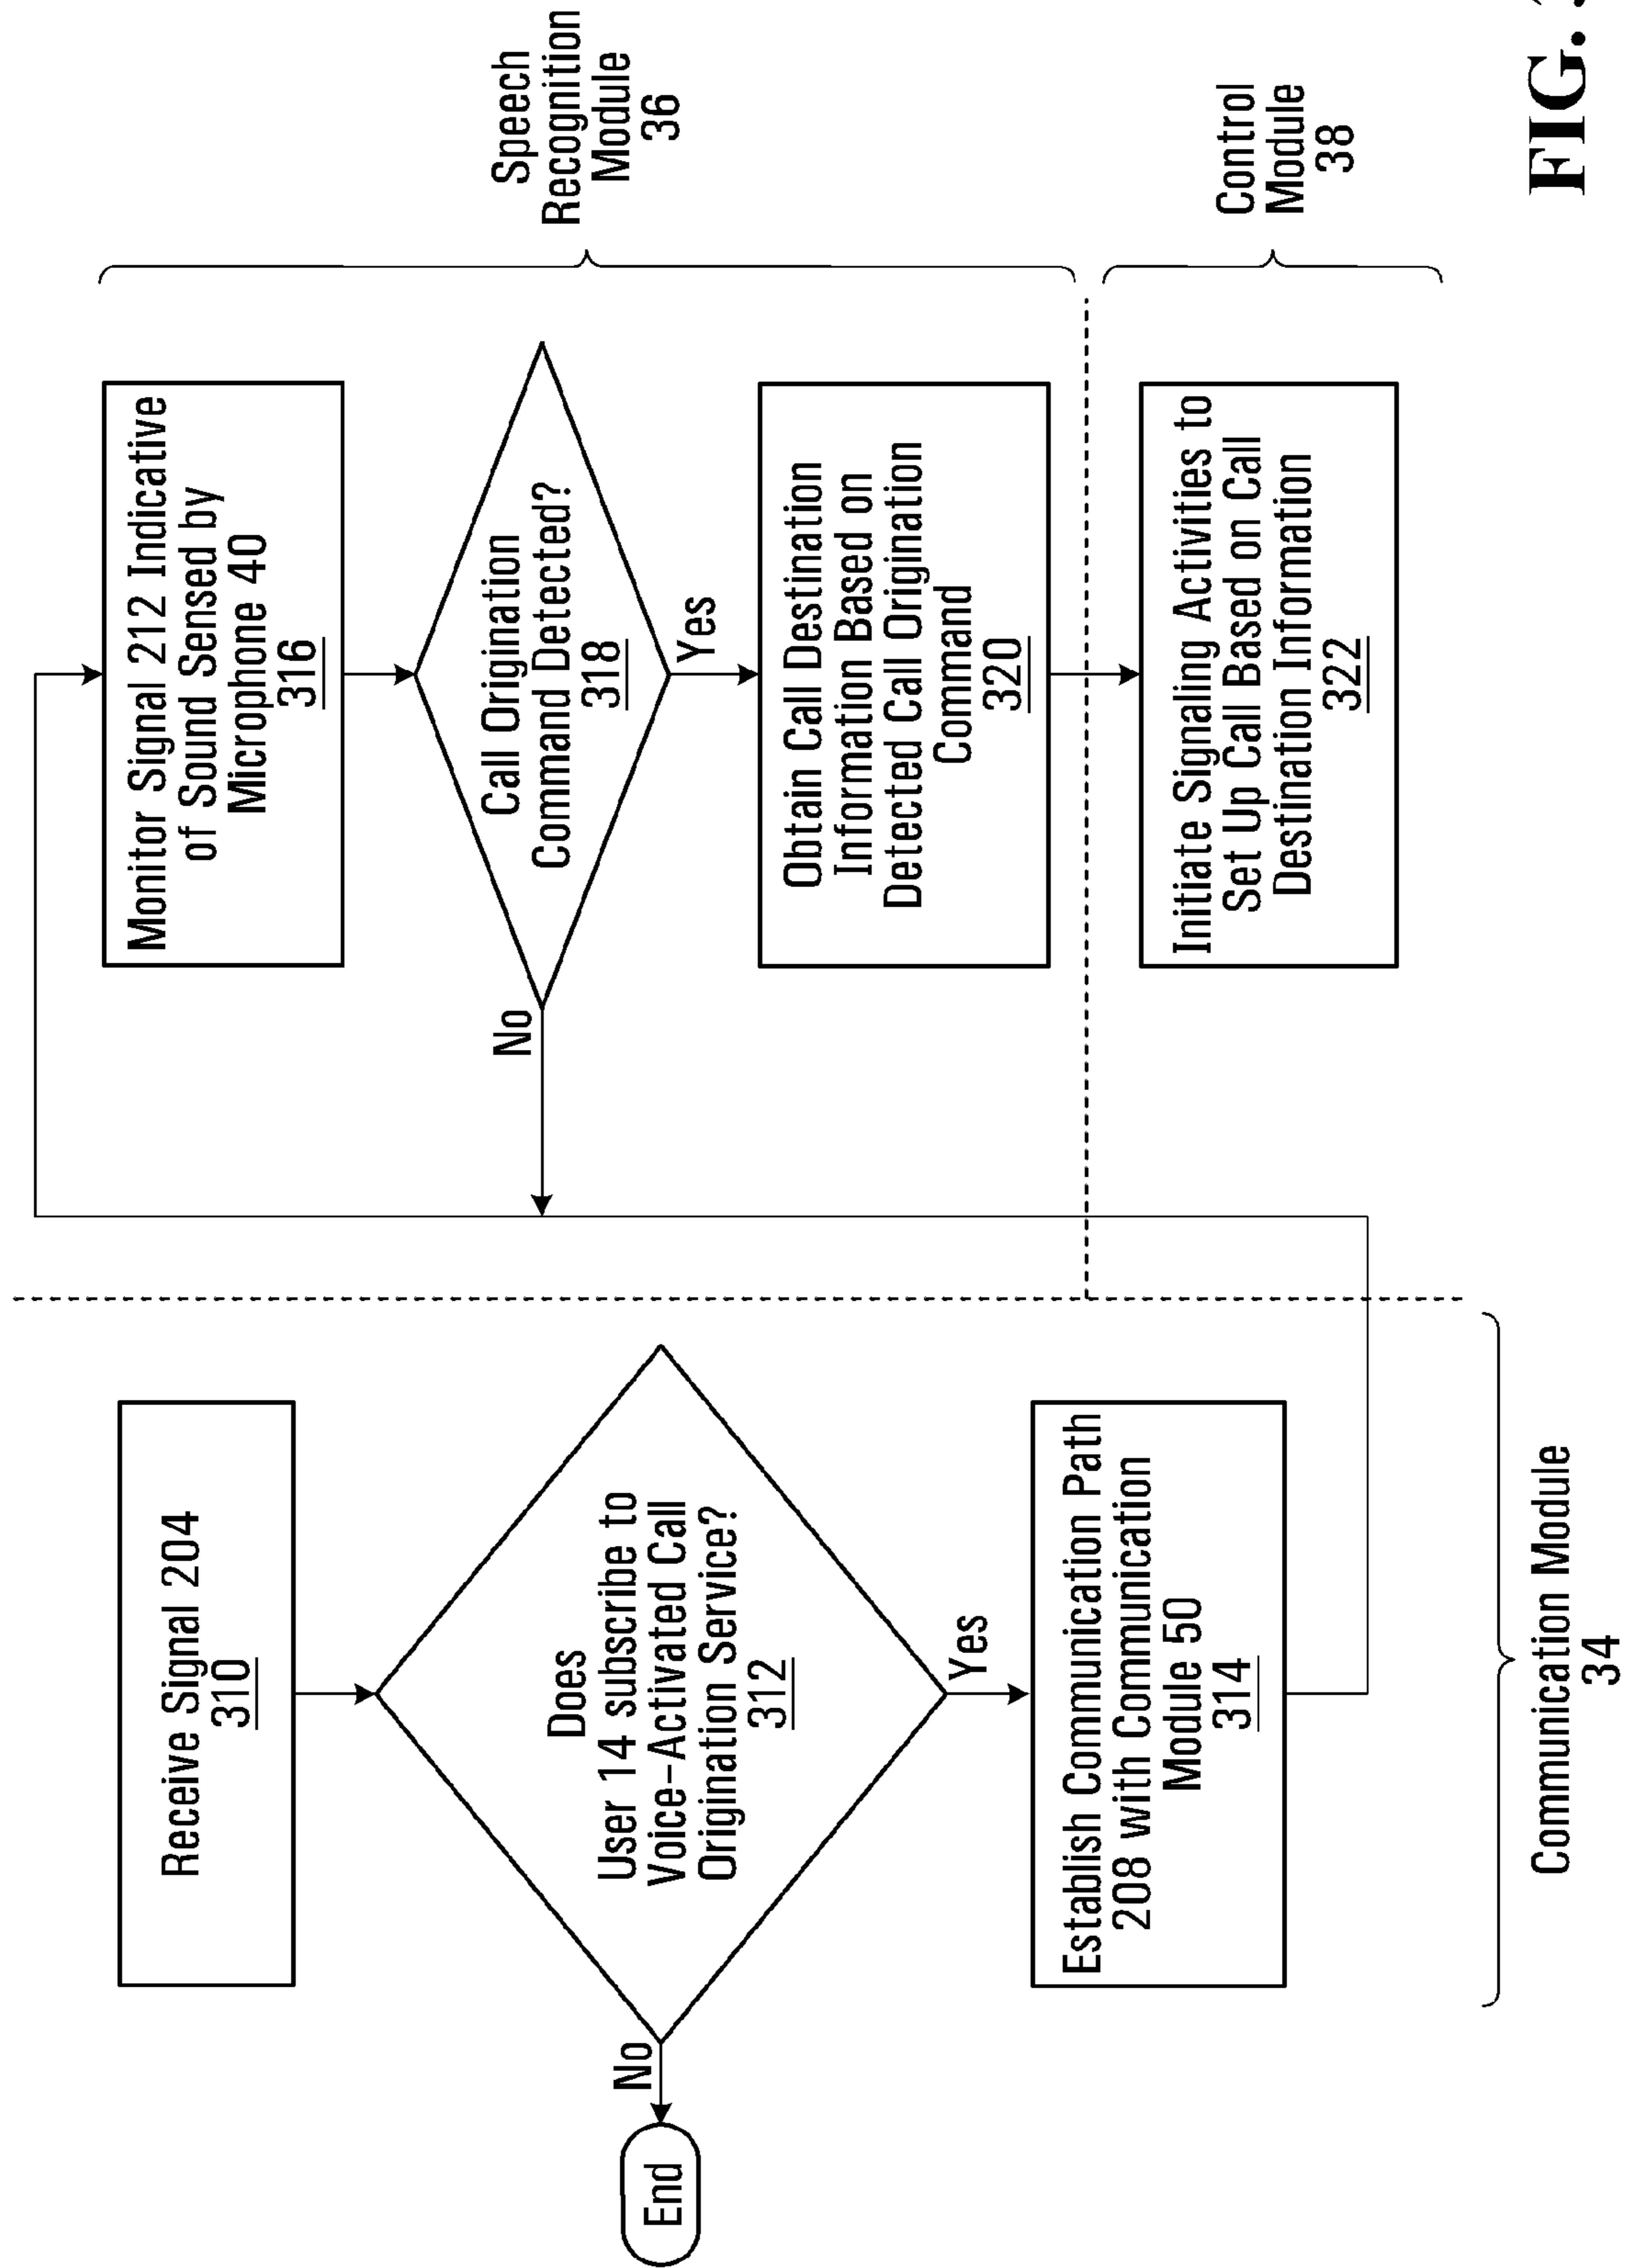 Receive Signal 204
310
Does
User 14 subscribe to
Voice-Activated Call
Origination Service?
312
No
End
Yes
Establish Communication Path
208 with Communication
Module 50
314
Communication Module
34
Monitor Signal 212 Indicative
of Sound Sensed by
Microphone 40
316
Call Origination
Command Detected?
318
No
Yes
Obtain Call Destination
Information Based on
Detected Call Origination
Command
320
Speech
Recognition
Module
36
Initiate Signaling Activities to
Set Up Call Based on Call
Destination Information
322
Control
Module
38
FIG.